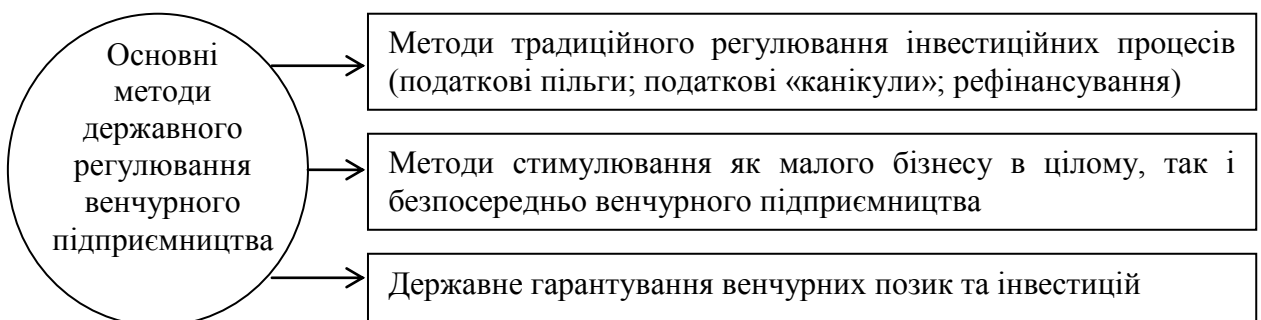 Основні
методи
державного
регулювання
венчурного
підприємництва
Методи традиційного регулювання інвестиційних процесів
(податкові пільги; податкові «канікули»; рефінансування)
Методи стимулювання як малого бізнесу в цілому, так і
безпосередньо венчурного підприємництва
Державне гарантування венчурних позик та інвестицій